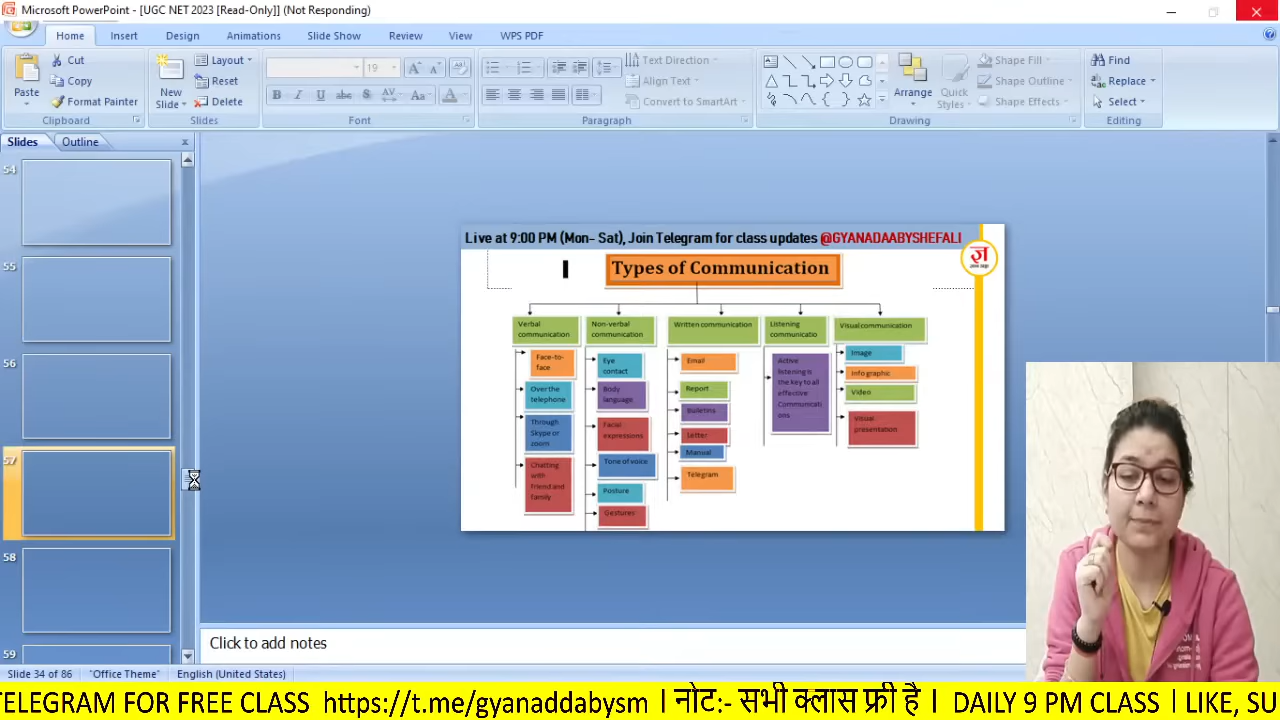 Microsoft PowerPoint - [UGC NET 2023 [Read-Only]] (Not Responding)
Home Insert Design Animations Slide Show Review View WPS PDF
Paste
Cut
Copy
Format Painter
Clipboard
New Slide
Layout
Reset
Delete
Slides
19
B I U abc S AV Aa A
Font
Text Direction
Align Text
Convert to SmartArt
Paragraph
Arrange
Quick Styles
Shape Fill
Shape Outline
Shape Effects
Drawing
Find
Replace
Select
Editing
Slides Outline
54
55
56
57
58
59
Live at 9:00 PM (Mon- Sat), Join Telegram for class updates @GYANADAABYSHEFALI
Types of Communication
Verbal communication
Face-to-face
Over the telephone
Through Skype or zoom
Chatting with friend and family
Non-verbal communication
Eye contact
Body language
Facial expressions
Tone of voice
Posture
Gestures
Written communication
Email
Report
Bulletins
Letter
Manual
Telegram
Listening communicatio
Active listening is the key to all effective Communicati ons
Visual communication
Image
Info graphic
Video
Visual presentation
ज्ञ
Click to add notes
Slide 34 of 86 "Office Theme" English (United States)
TELEGRAM FOR FREE CLASS https://t.me/gyanaddabysm । नोट:- सभी क्लास फ्री है । DAILY 9 PM CLASS । LIKE, SU